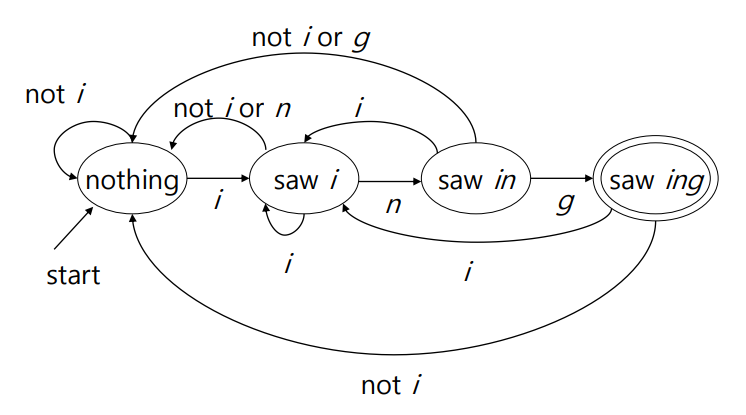 not i or g
not i
not i or n
i
nothing
saw i
saw in
saw ing
i
n
g
start
i
i
not i